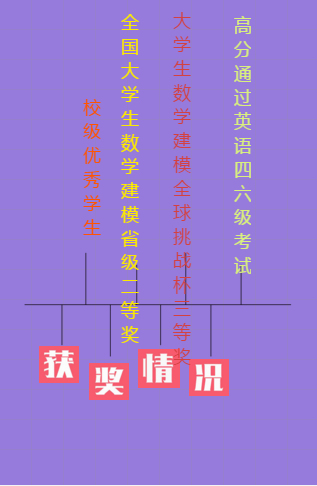 校级优秀学生
全国大学生数学建模省级二等奖
大学生数学建模全球挑战杯三等奖
高分通过英语四六级考试
获奖情况